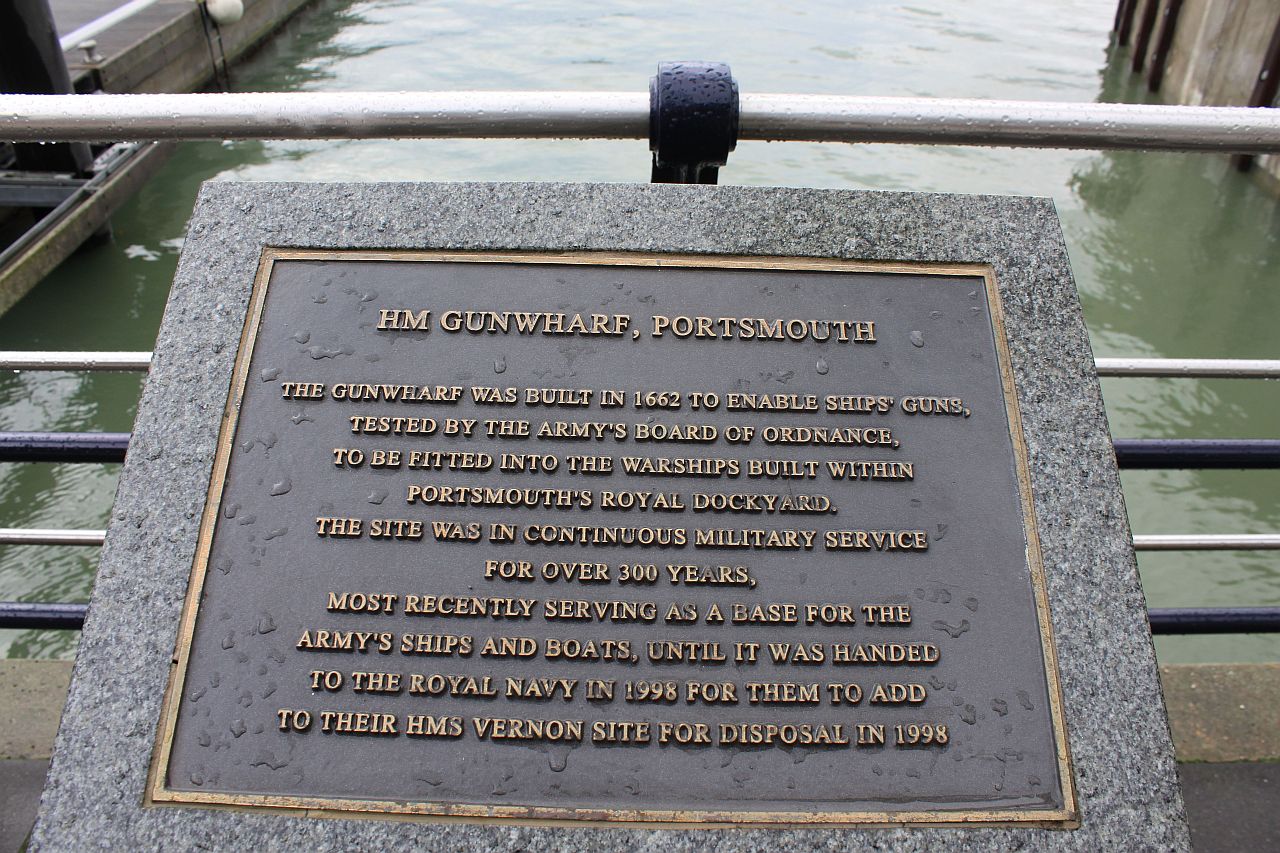 HM GUNWHARF, PORTSMOUTH
THE GUNWHARF WAS BUILT IN 1662 TO ENABLE SHIPS' GUNS,
TESTED BY THE ARMY'S BOARD OF ORDNANCE,
TO BE FITTED INTO THE WARSHIPS BUILT WITHIN
PORTSMOUTH'S ROYAL DOCKYARD.
THE SITE WAS IN CONTINUOUS MILITARY SERVICE
FOR OVER 300 YEARS,
MOST RECENTLY SERVING AS A BASE FOR THE
ARMY'S SHIPS AND BOATS, UNTIL IT WAS HANDED
TO THE ROYAL NAVY IN 1998 FOR THEM TO ADD
TO THEIR HMS VERNON SITE FOR DISPOSAL IN 1998